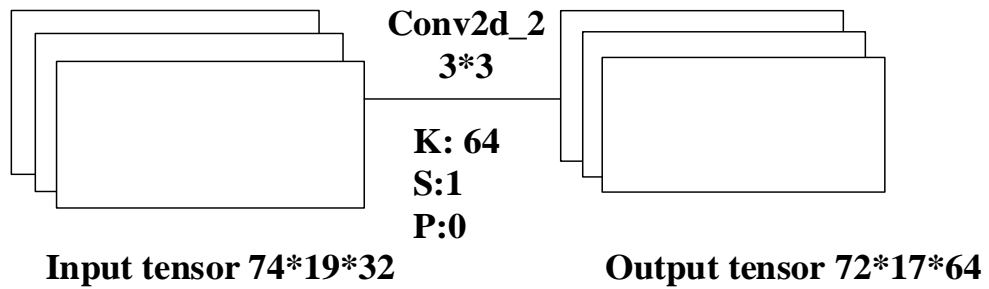 Conv2d_2
3*3
K: 64
S:1
P:0
Input tensor 74*19*32
Output tensor 72*17*64